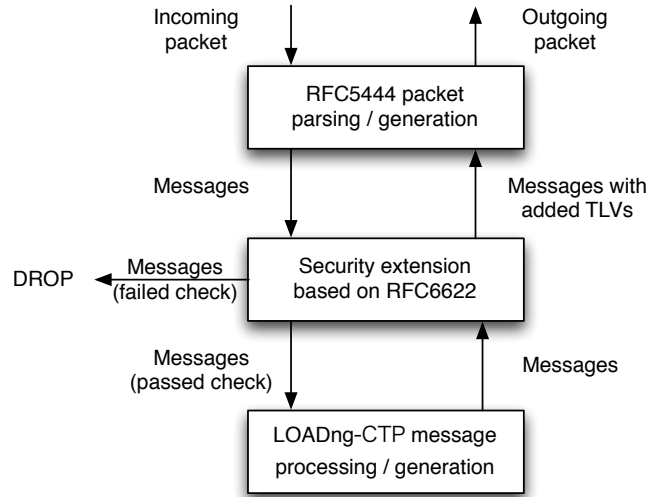 Incoming
packet
Outgoing
packet
RFC5444 packet
parsing / generation
Messages
Messages with
added TLVs
DROP
Messages
(failed check)
Security extension
based on RFC6622
Messages
(passed check)
Messages
LOADng-CTP message
processing / generation